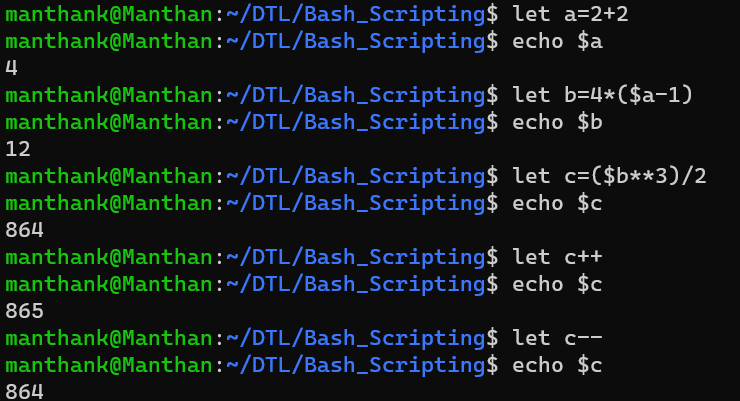 manthank@Manthan:~/DTL/Bash_Scripting$ let a=2+2
manthank@Manthan:~/DTL/Bash_Scripting$ echo $a
4
manthank@Manthan:~/DTL/Bash_Scripting$ let b=4*($a-1)
manthank@Manthan:~/DTL/Bash_Scripting$ echo $b
12
manthank@Manthan:~/DTL/Bash_Scripting$ let c=($b**3)/2
manthank@Manthan:~/DTL/Bash_Scripting$ echo $c
864
manthank@Manthan:~/DTL/Bash_Scripting$ let c++
manthank@Manthan:~/DTL/Bash_Scripting$ echo $c
865
manthank@Manthan:~/DTL/Bash_Scripting$ let c--
manthank@Manthan:~/DTL/Bash_Scripting$ echo $c
864